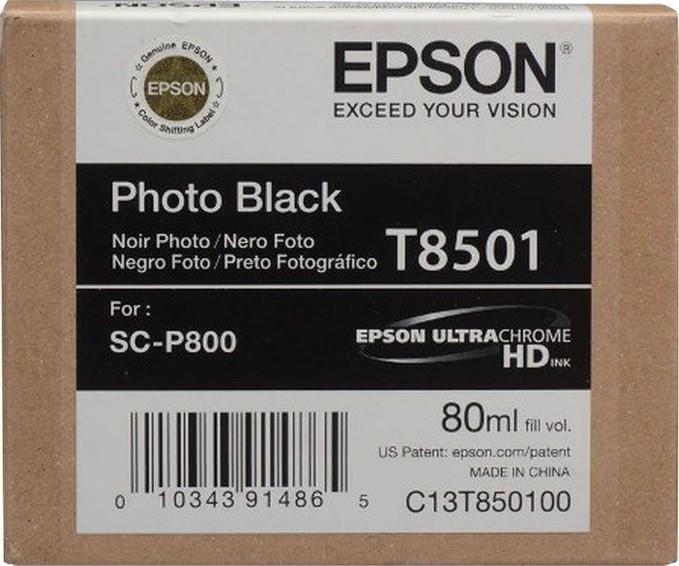 EPSON
Genuine EPSON
EPSON
Color Shifting Label
EPSON®
EXCEED YOUR VISION
Photo Black
Noir Photo/Nero Foto
Negro Foto/Preto Fotográfico
T8501
For :
SC-P800
EPSON ULTRACHROME
HD INK
80ml fill vol.
US Patent: epson.com/patent
MADE IN CHINA
0 10343 91486 5
C13T850100